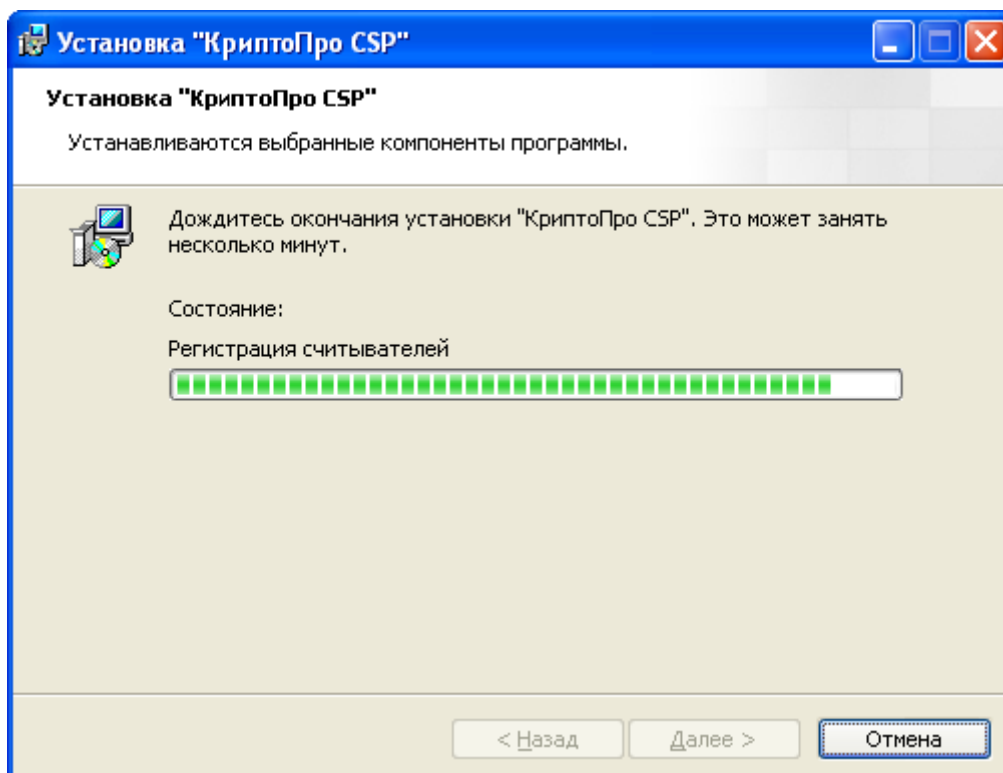 Установка "КриптоПро CSP"
Установка "КриптоПро CSP"
Устанавливаются выбранные компоненты программы.
Дождитесь окончания установки "КриптоПро CSP". Это может занять
несколько минут.
Состояние:
Регистрация считывателей
< Назад
Далее >
Отмена